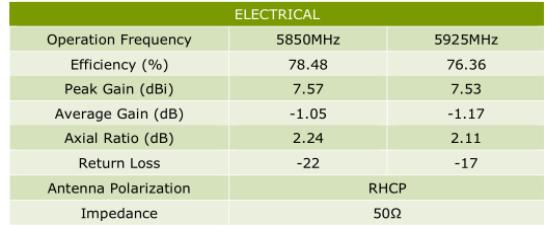 ELECTRICAL
Operation Frequency 5850MHz 5925MHz
Efficiency (%) 78.48 76.36
Peak Gain (dBi) 7.57 7.53
Average Gain (dB) -1.05 -1.17
Axial Ratio (dB) 2.24 2.11
Return Loss -22 -17
Antenna Polarization RHCP
Impedance 50Ω